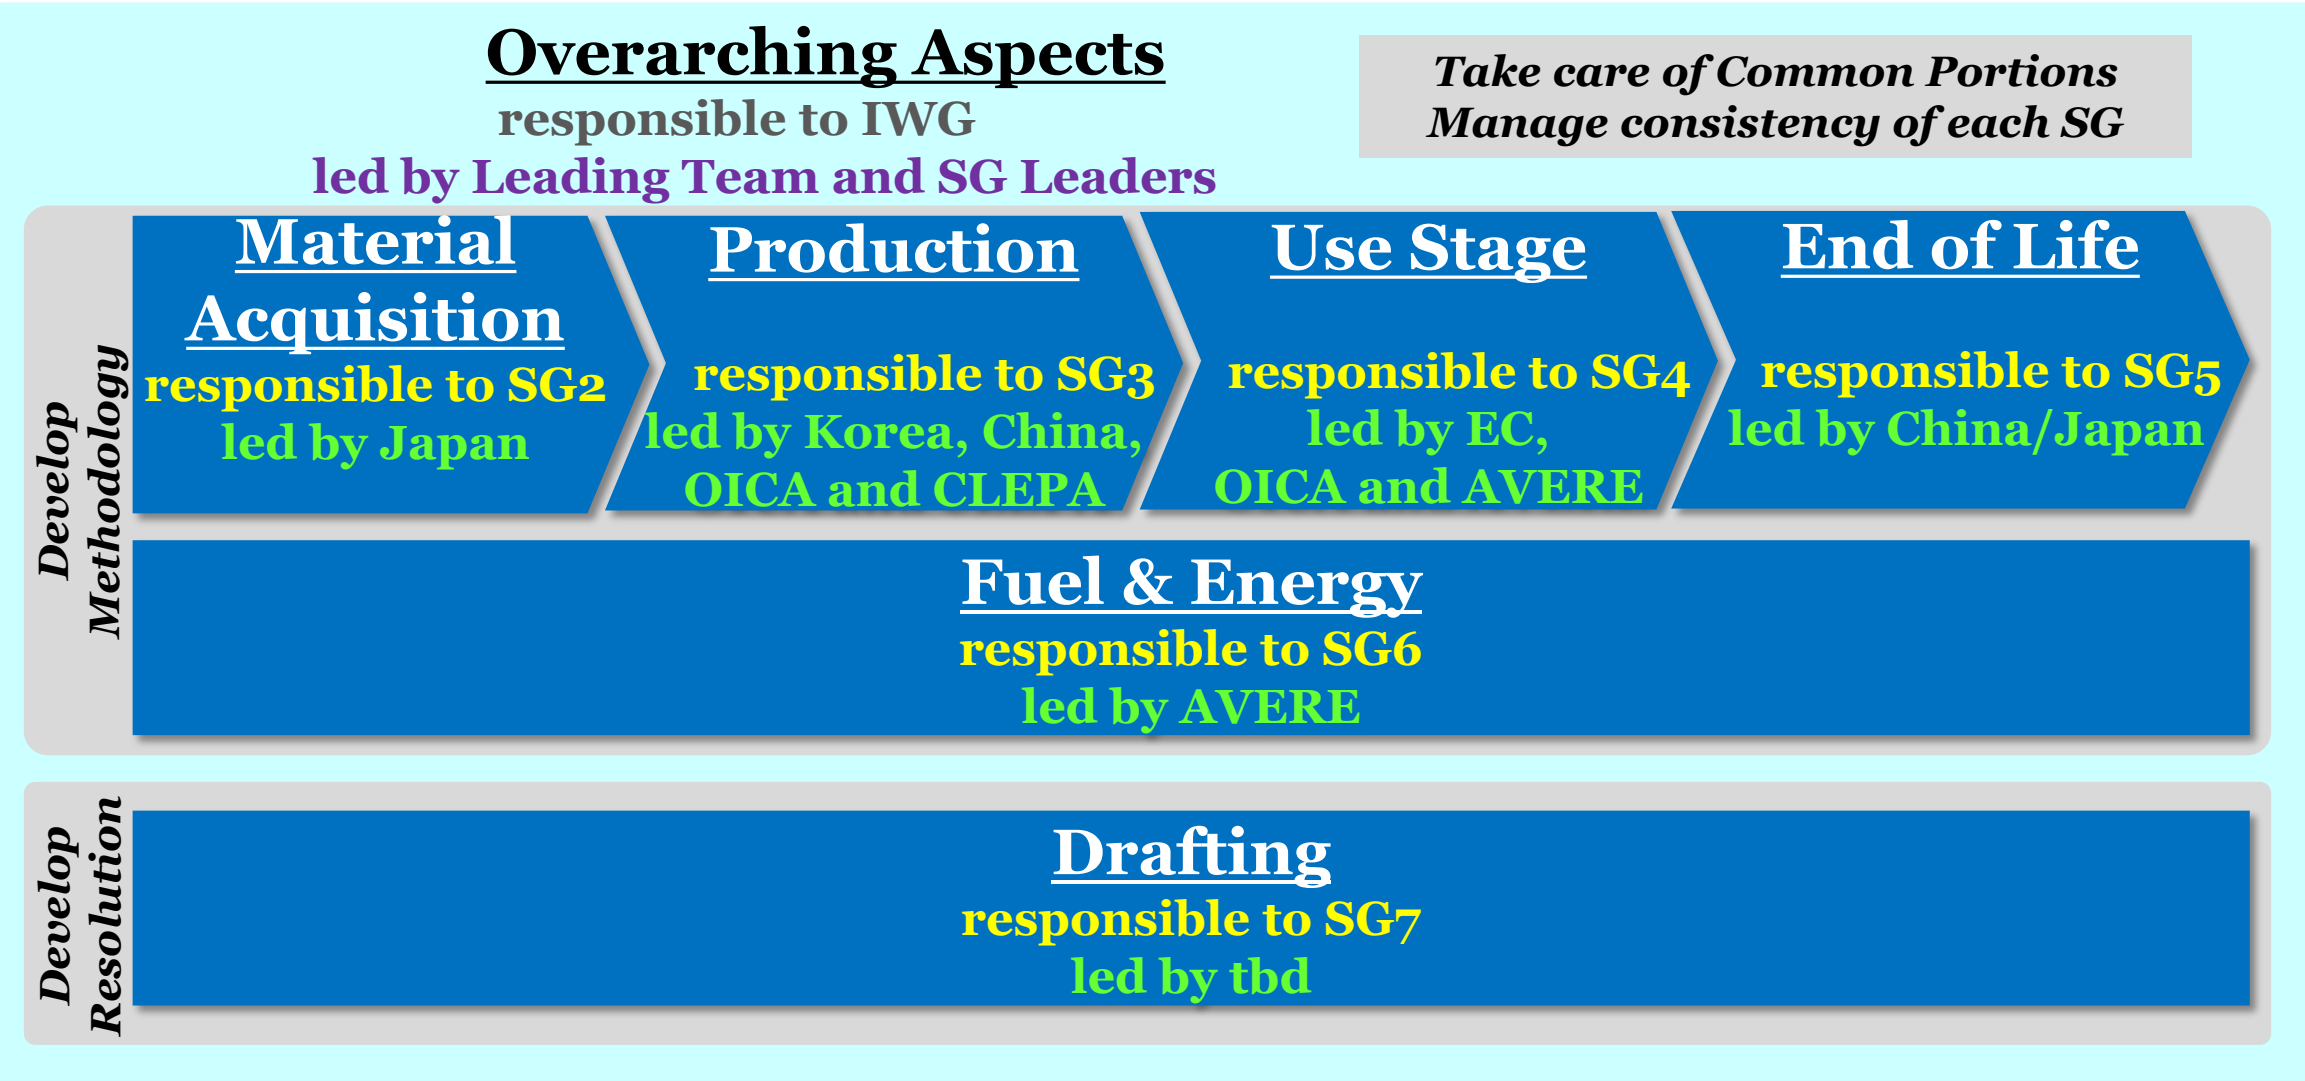 Overarching Aspects
responsible to IWG
led by Leading Team and SG Leaders
Take care of Common Portions
Manage consistency of each SG
Develop
Methodology
Material
Acquisition
responsible to SG2
led by Japan
Production
responsible to SG3
led by Korea, China,
OICA and CLEPA
Use Stage
responsible to SG4
led by EC,
OICA and AVERE
End of Life
responsible to SG5
led by China/Japan
Fuel & Energy
responsible to SG6
led by AVERE
Develop
Resolution
Drafting
responsible to SG7
led by tbd